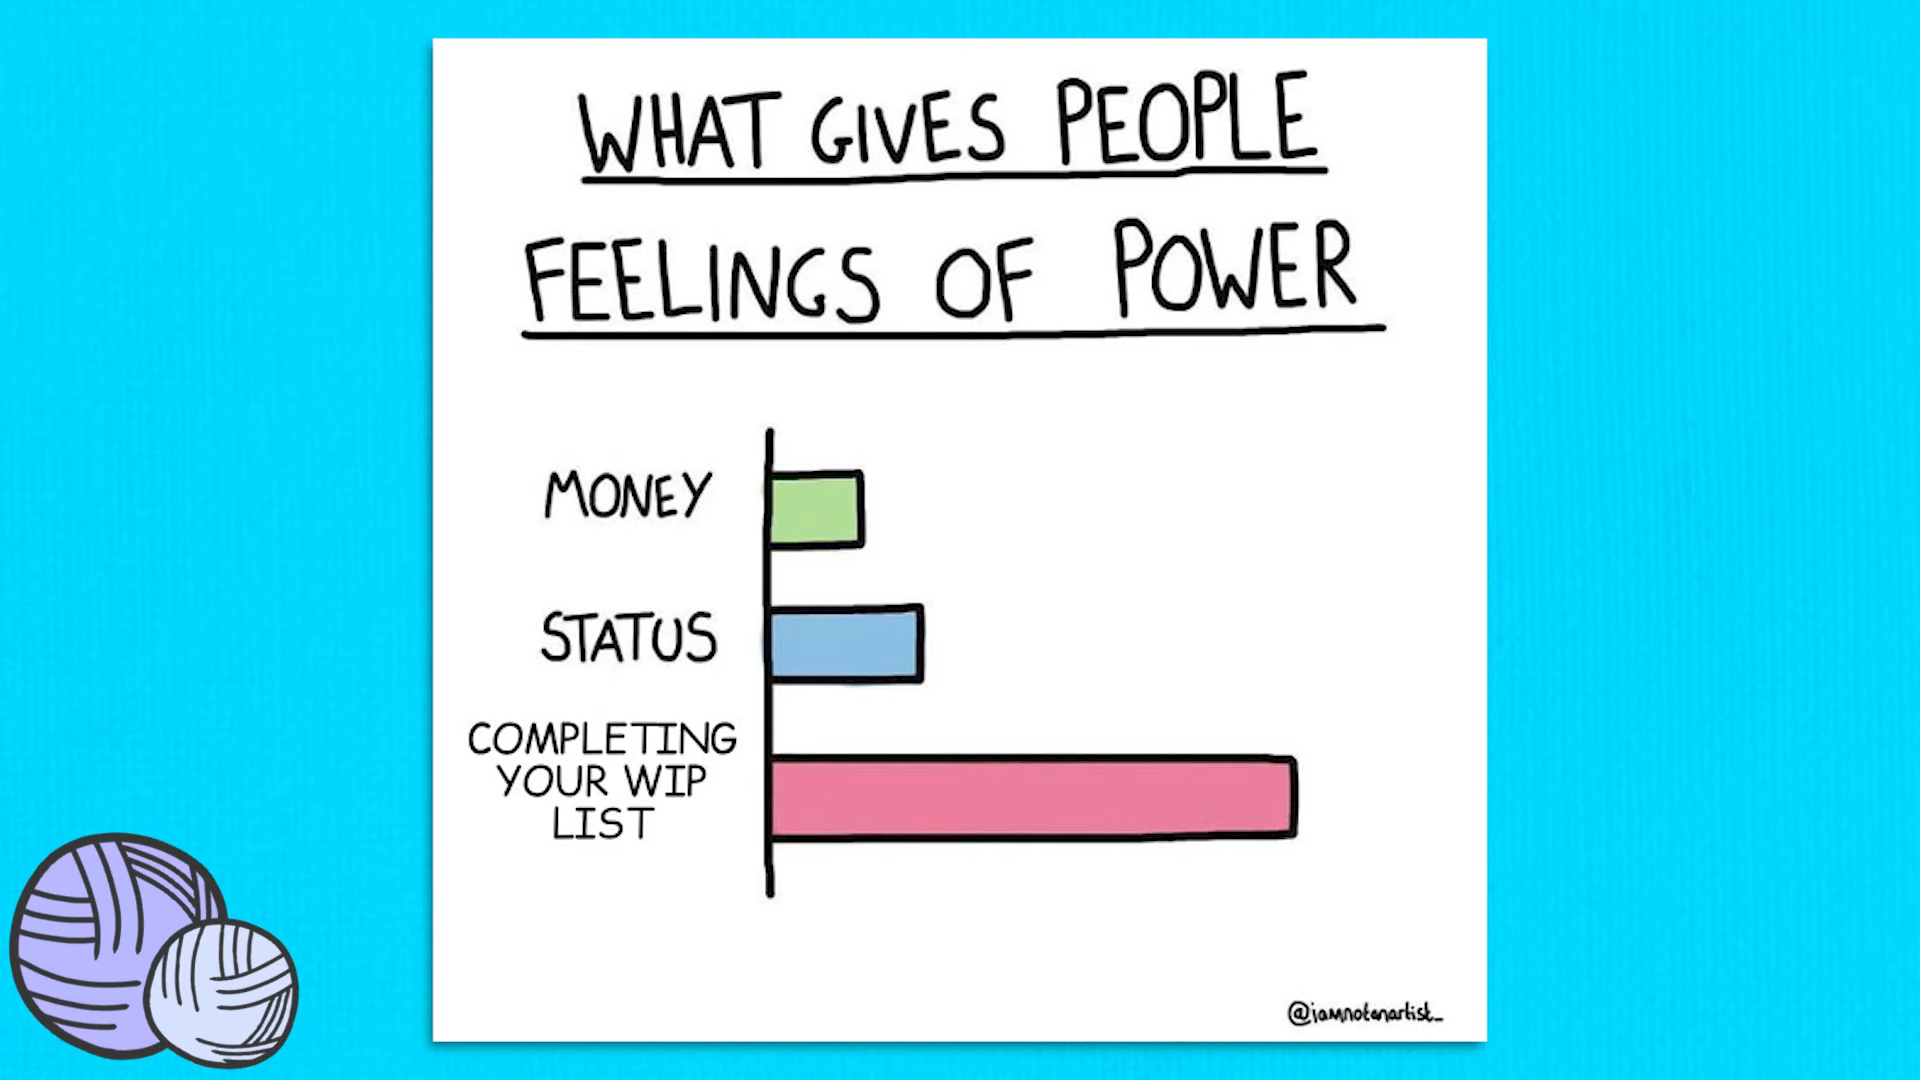 WHAT GIVES PEOPLE
FEELINGS OF POWER
MONEY
STATUS
COMPLETING
YOUR WIP
LIST
@iamnotanartist_